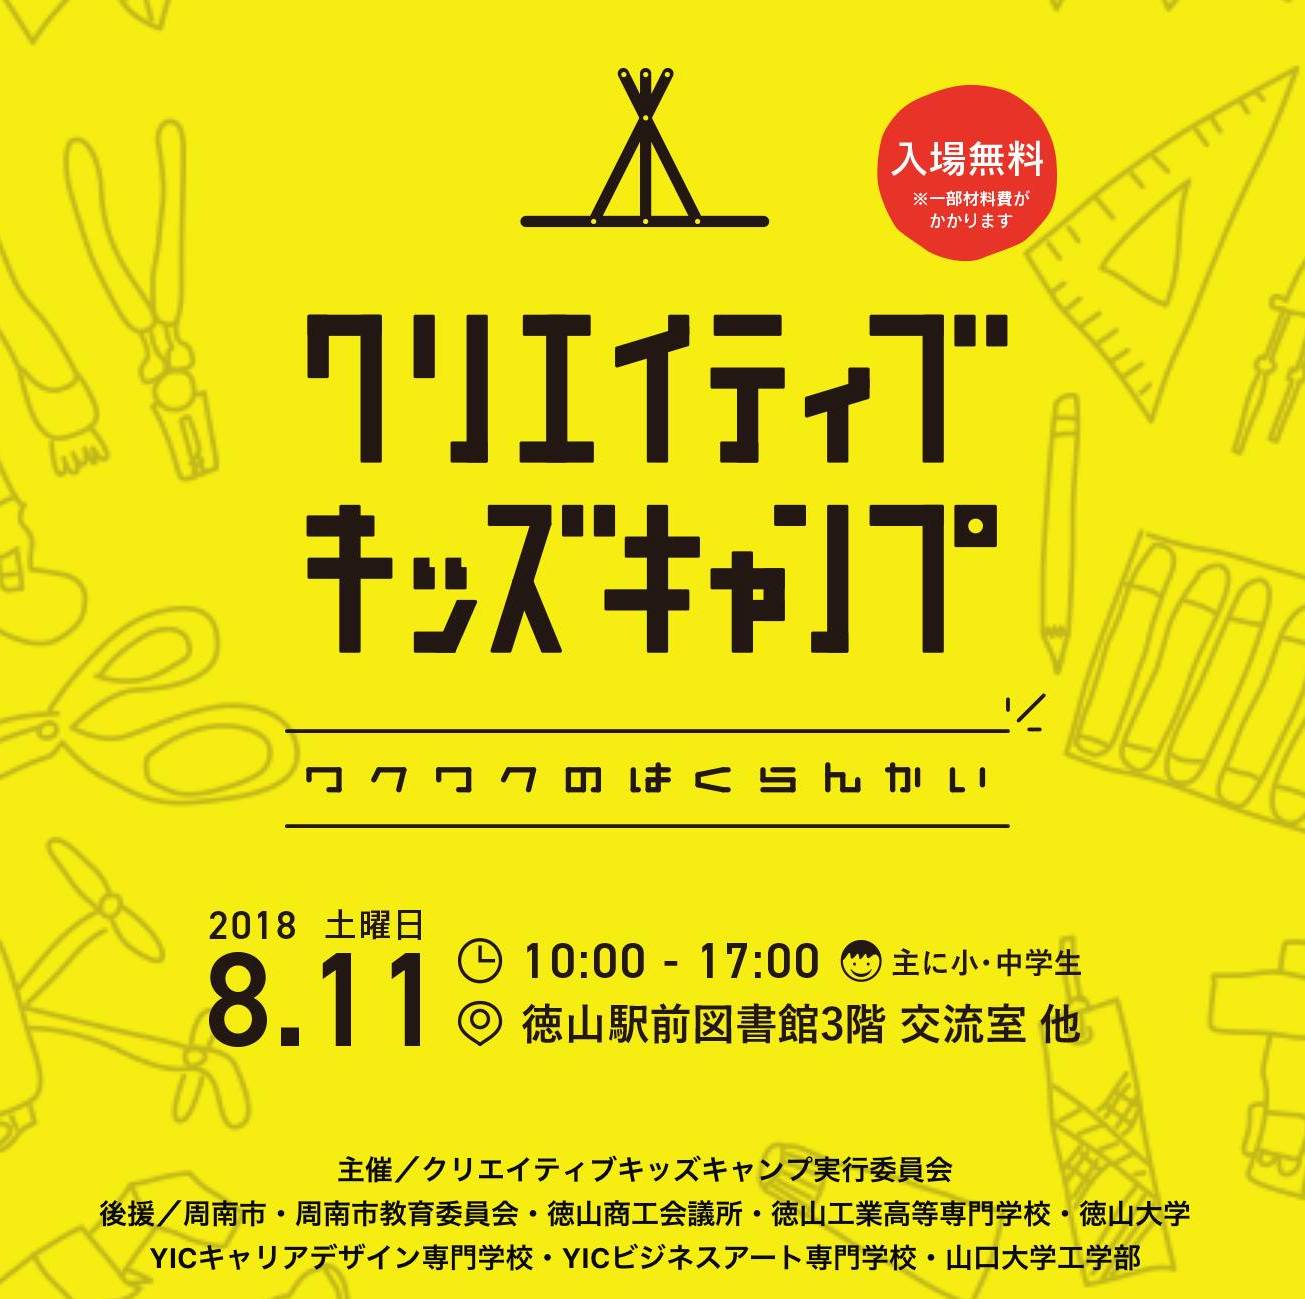 入場無料
※一部材料費が
かかります
クリエイティブ
キッズキャンプ
ワクワクのはくらんかい
2018 土曜日
8.11
10:00 - 17:00 主に小・中学生
徳山駅前図書館3階 交流室 他
主催／クリエイティブキッズキャンプ実行委員会
後援／周南市・周南市教育委員会・徳山商工会議所・徳山工業高等専門学校・徳山大学
YICキャリアデザイン専門学校・YICビジネスアート専門学校・山口大学工学部